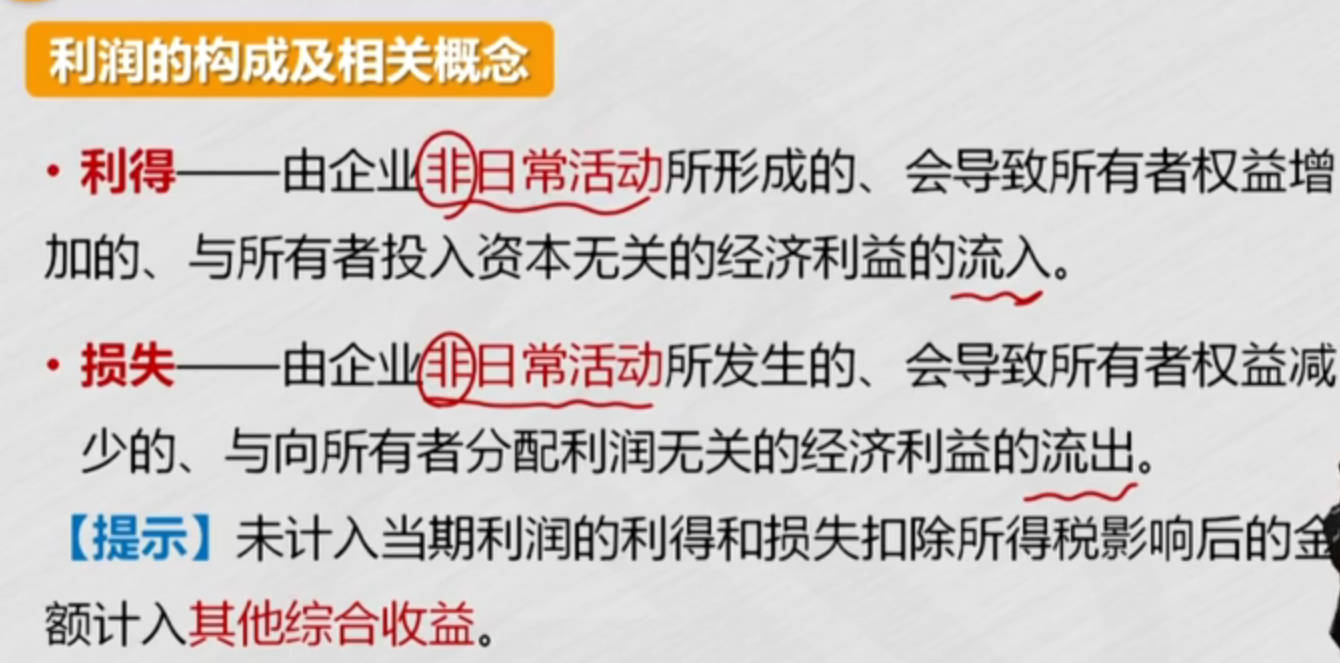 利润的构成及相关概念
• 利得——由企业非日常活动所形成的、会导致所有者权益增
加的、与所有者投入资本无关的经济利益的流入。
• 损失——由企业非日常活动所发生的、会导致所有者权益减
少的、与向所有者分配利润无关的经济利益的流出。
【提示】未计入当期利润的利得和损失扣除所得税影响后的金
额计入其他综合收益。